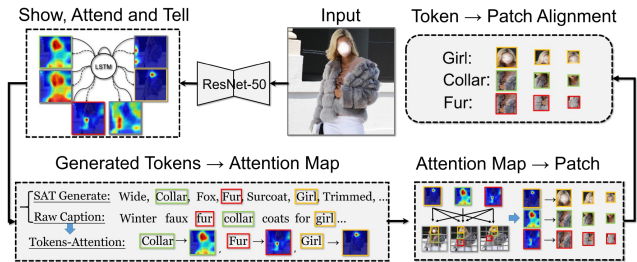 Show, Attend and Tell
Input
Token → Patch Alignment
LSTM
ResNet-50
Girl:
Collar:
Fur:
Generated Tokens → Attention Map
Attention Map → Patch
SAT Generate: Wide, Collar, Fox, Fur, Surcoat, Girl, Trimmed, ...
Raw Caption: Winter faux fur collar coats for girl...
Tokens-Attention: Collar → , Fur → , Girl →